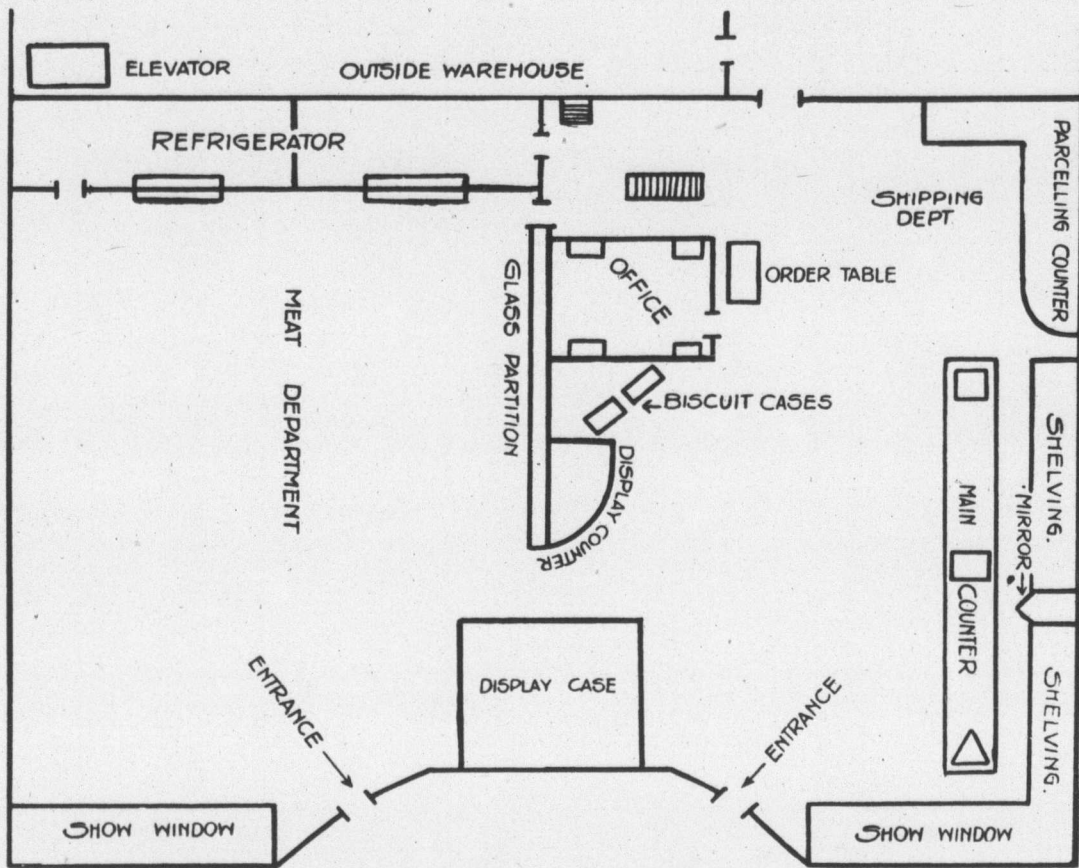 ELEVATOR
OUTSIDE WAREHOUSE
REFRIGERATOR
PARCELLING COUNTER
SHIPPING
DEPT.
OFFICE
ORDER TABLE
GLASS PARTITION
MEAT DEPARTMENT
BISCUIT CASES
DISPLAY COUNTER
MAIN COUNTER
SHELVING.
MIRROR
ENTRANCE
DISPLAY CASE
ENTRANCE
SHELVING.
SHOW WINDOW
SHOW WINDOW